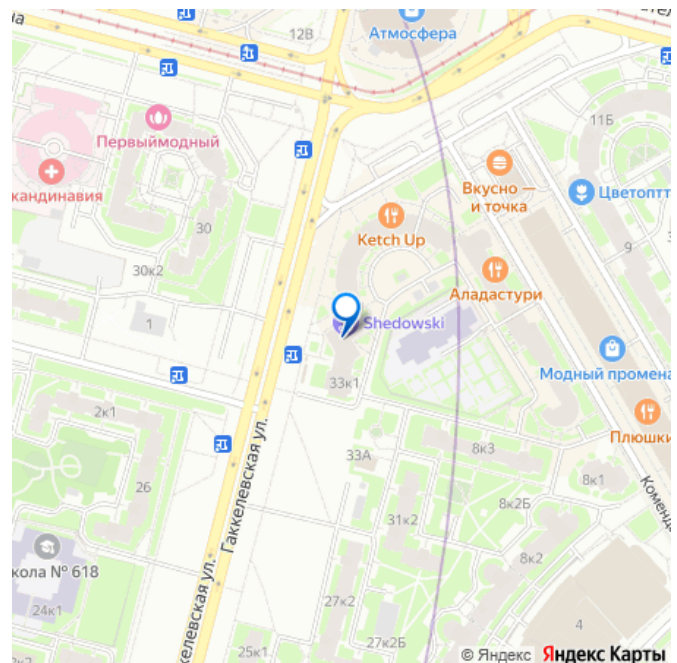 12В
Атмосфера
11Б
Первыймодный
кандинавия
Вкусно —
и точка
Цветоптт
30
Ketch Up
9
30к2
Аладастури
1
Shedowski
Модный промена
33к1
2к1
Плюшки
Гаккелевская ул.
33А
8к3
8к1
26
31к2
8к2Б
Коменда
кола № 618
8к2
24к1
27к2
4
келевская ул.
27к2Б
25к1
© Яндекс Яндекс Карты